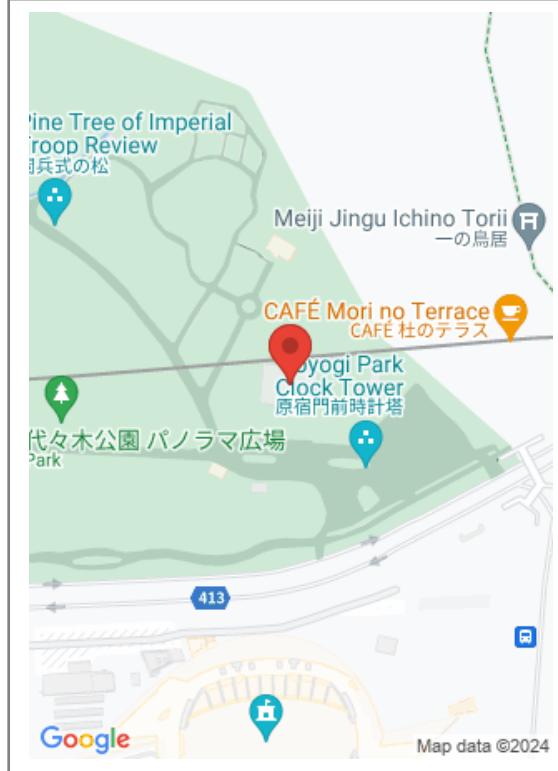 Pine Tree of Imperial
Troop Review
閲兵式の松
Meiji Jingu Ichino Torii
一の鳥居
CAFÉ Mori no Terrace
CAFÉ 杜のテラス
oyogi Park
Clock Tower
原宿門前時計塔
代々木公園 パノラマ広場
Park
413
Google
Map data ©2024